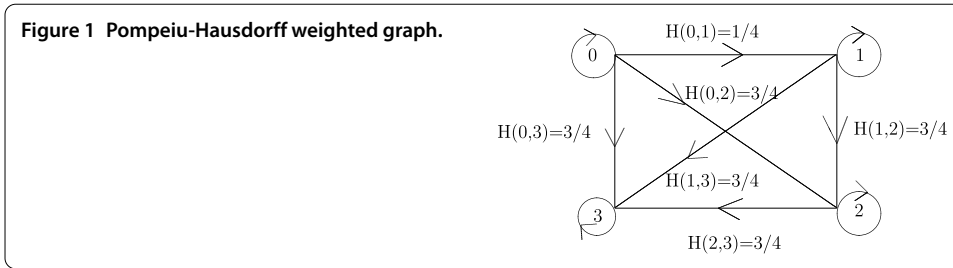 Figure 1 Pompeiu-Hausdorff weighted graph.
H(0,1)=1/4
0
1
H(0,2)=3/4
H(0,3)=3/4
H(1,2)=3/4
H(1,3)=3/4
3
2
H(2,3)=3/4